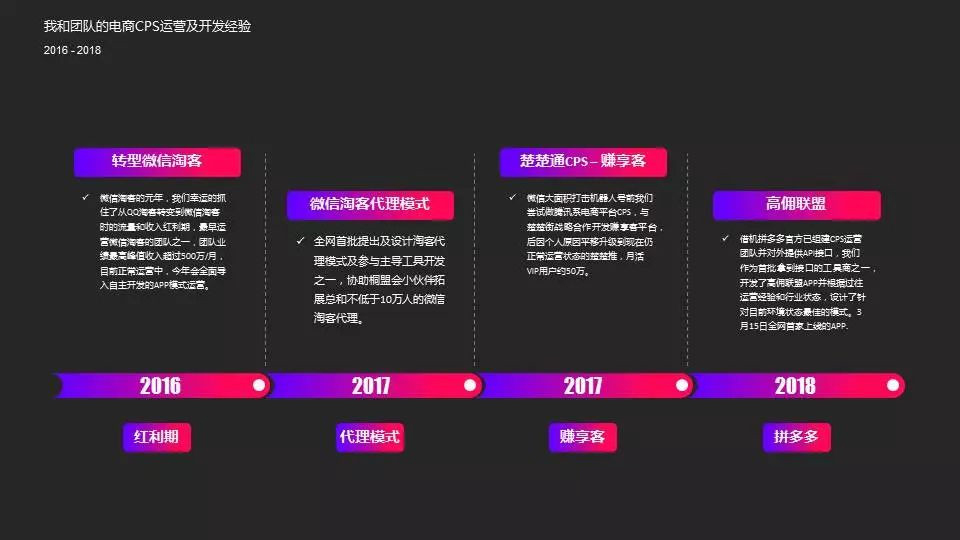 我和团队的电商CPS运营及开发经验
2016 - 2018
转型微信淘客
微信淘客的元年，我们幸运的抓
住了从QQ淘客转变到微信淘客
时的流量和收入红利期，最早运
营微信淘客的团队之一，团队业
绩最高峰值收入超过500万/月，
目前正常运营中，今年会全面导
入自主开发的APP模式运营。
微信淘客代理模式
全网首批提出及设计淘客代
理模式及参与主导工具开发
之一，协助桐盟会小伙伴拓
展总和不低于10万人的微信
淘客代理。
楚楚通CPS – 赚享客
微信大面积打击机器人号前我们
尝试做腾讯系电商平台CPS，与
楚楚街战略合作开发赚享客平台，
后因个人原因平移升级到现在仍
正常运营状态的楚楚推，月活
VIP用户约50万。
高佣联盟
借机拼多多官方已组建CPS运营
团队并对外提供API接口，我们
作为首批拿到接口的工具商之一，
开发了高佣联盟APP并根据过往
运营经验和行业状态，设计了针
对目前环境状态最佳的模式。3
月15日全网首家上线的APP.
2016
2017
2017
2018
红利期
代理模式
赚享客
拼多多